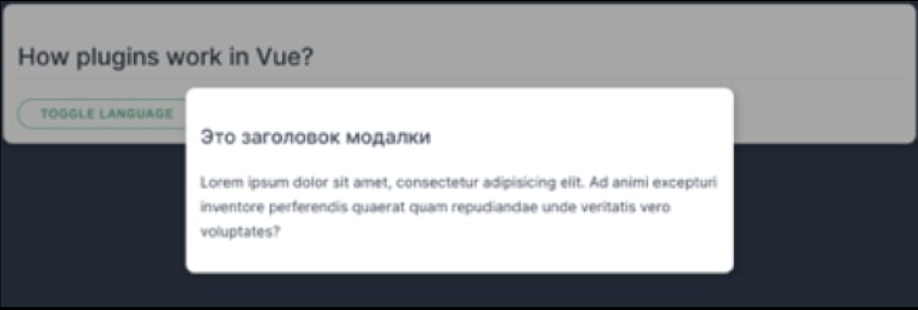 How plugins work in Vue?
TOGGLE LANGUAGE
Это заголовок модалки
Lorem ipsum dolor sit amet, consectetur adipisicing elit. Ad animi excepturi
inventore perferendis quaerat quam repudiandae unde veritatis vero
voluptates?